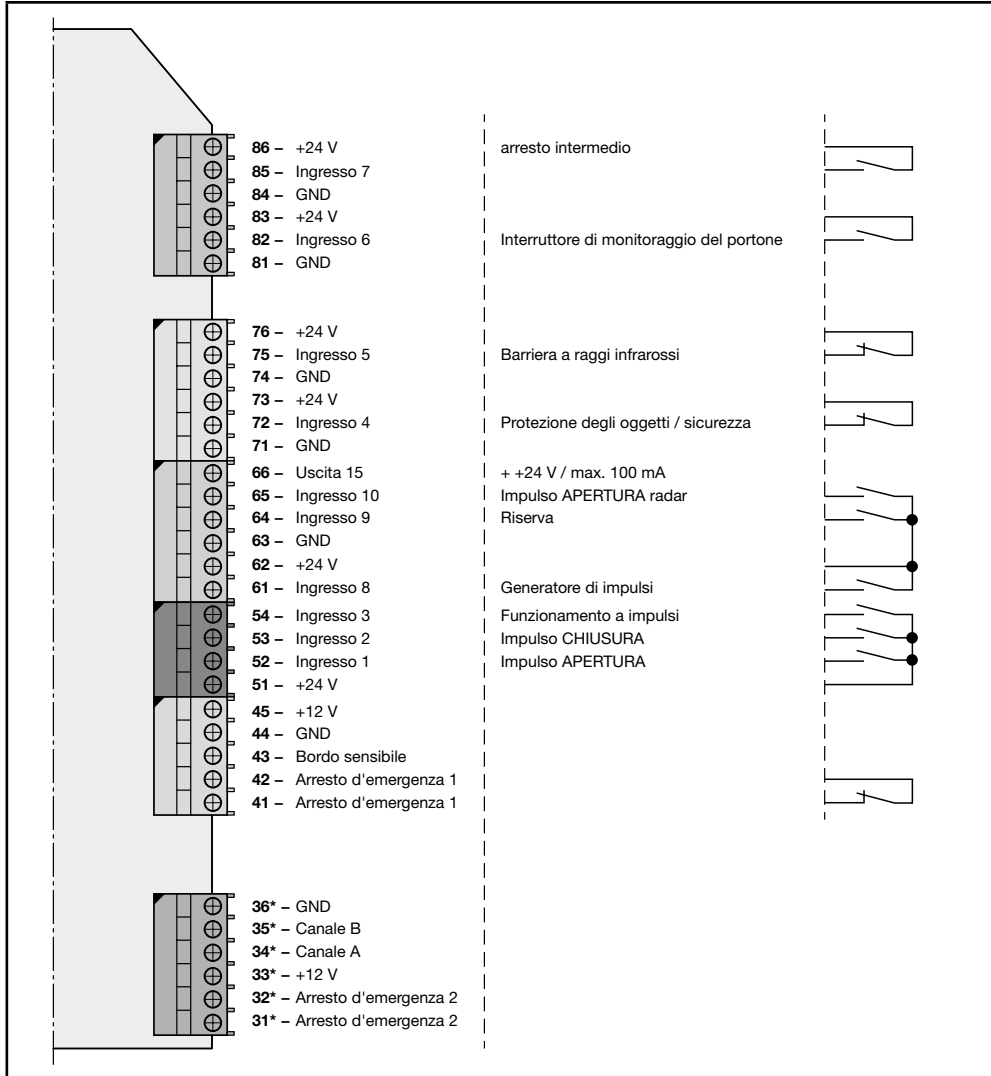 86 – +24 V arresto intermedio
85 – Ingresso 7
84 – GND
83 – +24 V
82 – Ingresso 6 Interruttore di monitoraggio del portone
81 – GND
76 – +24 V
75 – Ingresso 5 Barriera a raggi infrarossi
74 – GND
73 – +24 V
72 – Ingresso 4 Protezione degli oggetti / sicurezza
71 – GND
66 – Uscita 15 + +24 V / max. 100 mA
65 – Ingresso 10 Impulso APERTURA radar
64 – Ingresso 9 Riserva
63 – GND
62 – +24 V
61 – Ingresso 8 Generatore di impulsi
54 – Ingresso 3 Funzionamento a impulsi
53 – Ingresso 2 Impulso CHIUSURA
52 – Ingresso 1 Impulso APERTURA
51 – +24 V
45 – +12 V
44 – GND
43 – Bordo sensibile
42 – Arresto d'emergenza 1
41 – Arresto d'emergenza 1
36* – GND
35* – Canale B
34* – Canale A
33* – +12 V
32* – Arresto d'emergenza 2
31* – Arresto d'emergenza 2